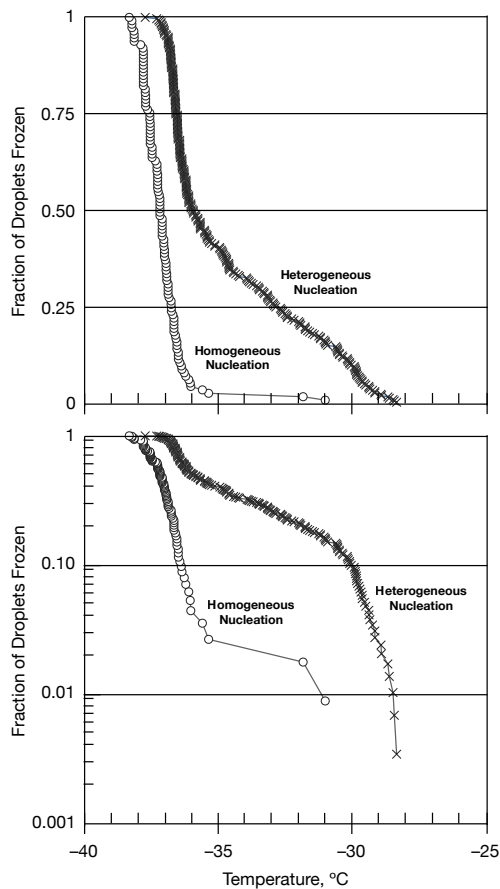 1
0.75
0.50
0.25
0
Fraction of Droplets Frozen
Heterogeneous
Nucleation
Homogeneous
Nucleation
1
0.10
0.01
0.001
Fraction of Droplets Frozen
Homogeneous
Nucleation
Heterogeneous
Nucleation
−40
−35
−30
−25
Temperature, °C